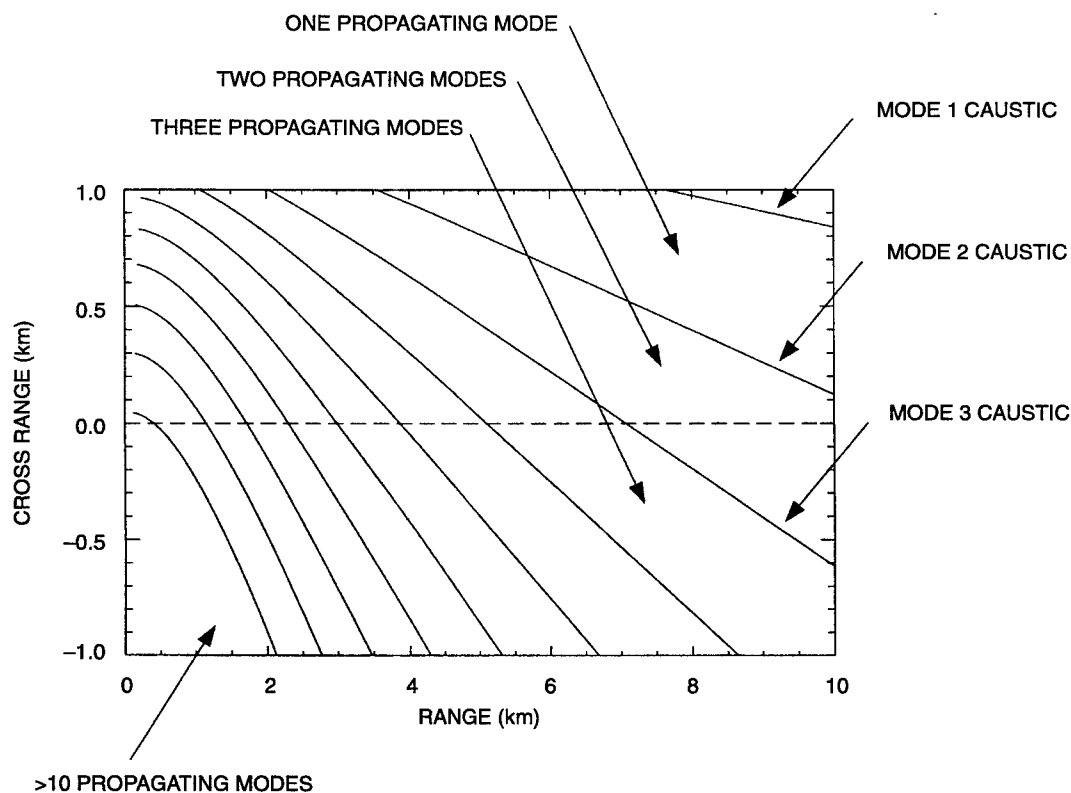 ONE PROPAGATING MODE
TWO PROPAGATING MODES
THREE PROPAGATING MODES
MODE 1 CAUSTIC
MODE 2 CAUSTIC
MODE 3 CAUSTIC
1.0
0.5
0.0
−0.5
−1.0
CROSS RANGE (km)
0 2 4 6 8 10
RANGE (km)
>10 PROPAGATING MODES